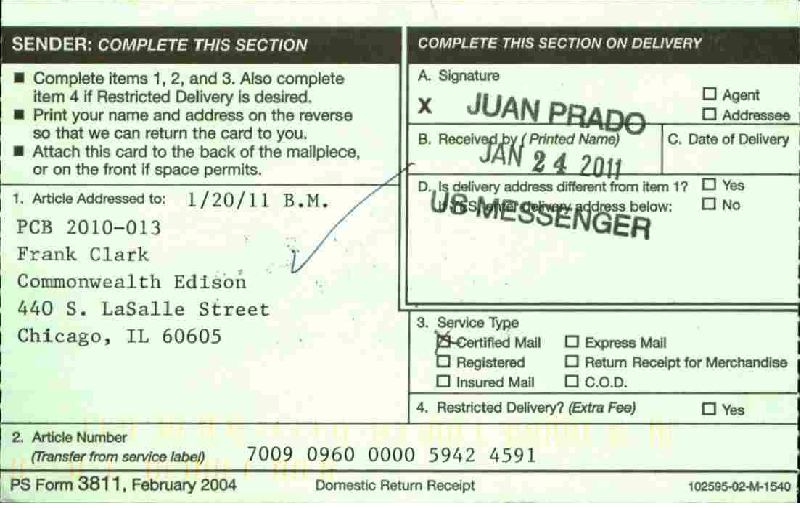 SENDER: COMPLETE THIS SECTION
■ Complete items 1, 2, and 3. Also complete
item 4 if Restricted Delivery is desired.
■ Print your name and address on the reverse
so that we can return the card to you.
■ Attach this card to the back of the mailpiece,
or on the front if space permits.
1. Article Addressed to: 1/20/11 B.M.
PCB 2010-013
Frank Clark
Commonwealth Edison
440 S. LaSalle Street
Chicago, IL 60605
2. Article Number
(Transfer from service label) 7009 0960 0000 5942 4591
COMPLETE THIS SECTION ON DELIVERY
A. Signature
X JUAN PRADO
☐ Agent
☐ Addressee
B. Received by (Printed Name)
C. Date of Delivery
JAN 24 2011
D. Is delivery address different from item 1? ☐ Yes
If YES, enter delivery address below: ☐ No
US MESSENGER
3. Service Type
☒ Certified Mail ☐ Express Mail
☐ Registered ☐ Return Receipt for Merchandise
☐ Insured Mail ☐ C.O.D.
4. Restricted Delivery? (Extra Fee) ☐ Yes
PS Form 3811, February 2004 Domestic Return Receipt 102595-02-M-1540